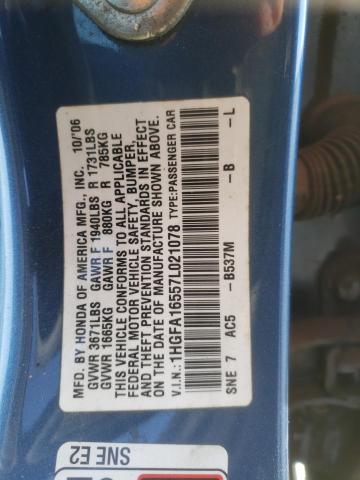 MFD. BY HONDA OF AMERICA MFG., INC. 10/'06
GVWR 3671LBS GAWR F 1940LBS R 1731LBS
GVWR 1665KG GAWR F 880KG R 785KG
THIS VEHICLE CONFORMS TO ALL APPLICABLE
FEDERAL MOTOR VEHICLE SAFETY, BUMPER,
AND THEFT PREVENTION STANDARDS IN EFFECT
ON THE DATE OF MANUFACTURE SHOWN ABOVE.
V.I.N.: 1HGFA16557L021078 TYPE:PASSENGER CAR
SNE 7 AC5 - B537M - B - L
SNE E2